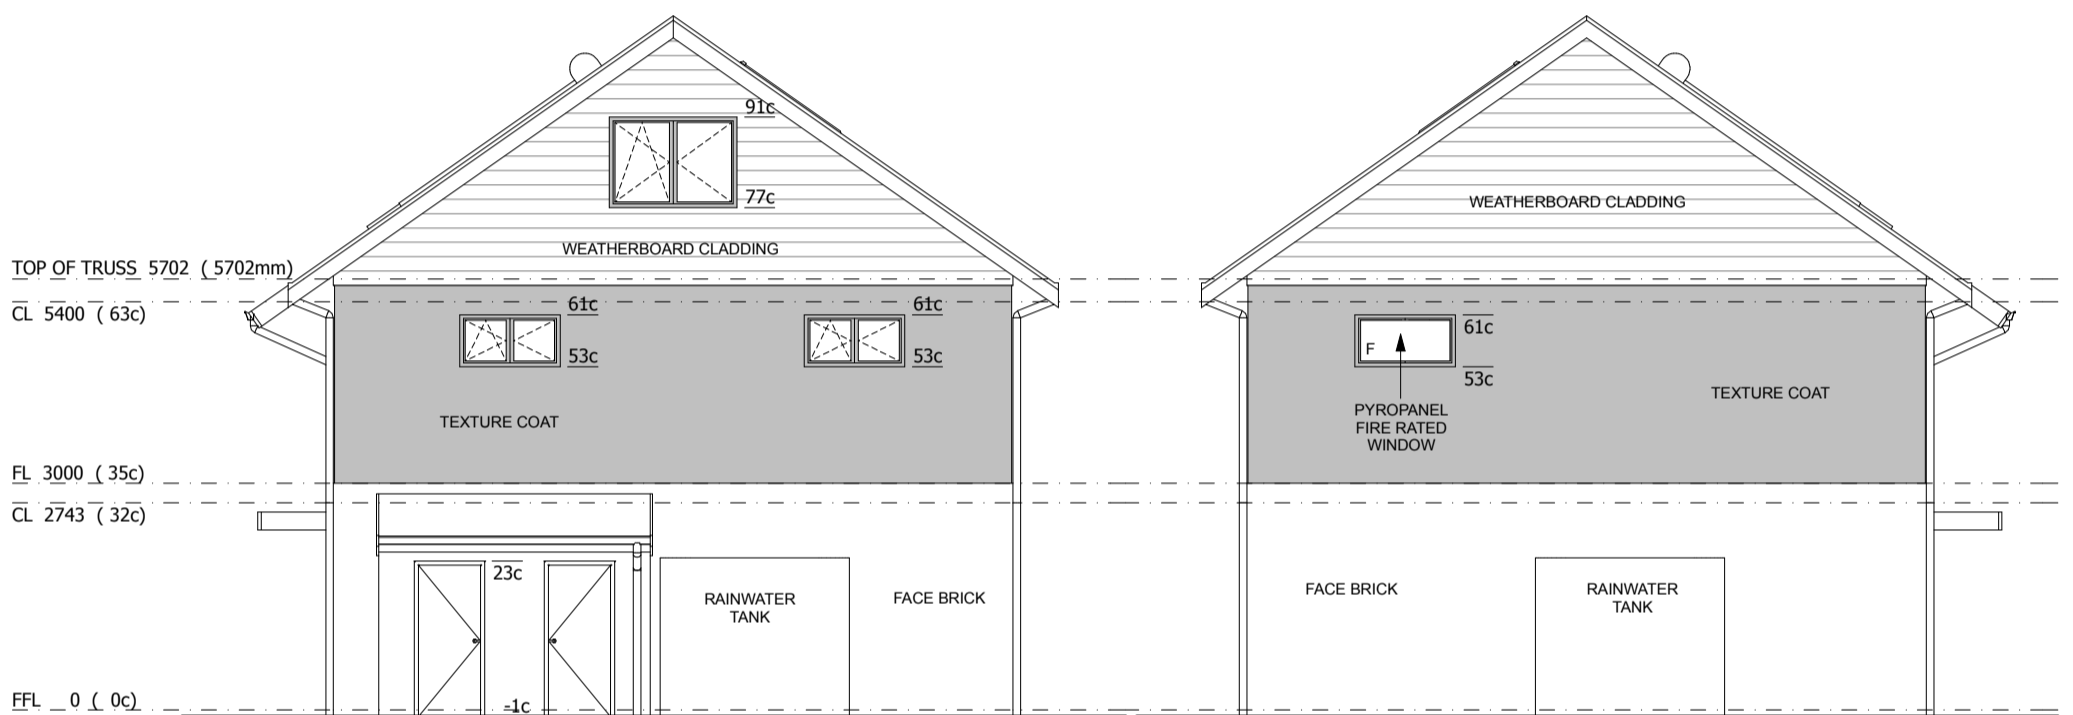 91c
77c
WEATHERBOARD CLADDING
WEATHERBOARD CLADDING
TOP OF TRUSS 5702 ( 5702mm)
CL 5400 ( 63c)
61c
53c
61c
53c
61c
53c
F
TEXTURE COAT
PYROPANEL
FIRE RATED
WINDOW
TEXTURE COAT
FL 3000 ( 35c)
CL 2743 ( 32c)
23c
RAINWATER
TANK
FACE BRICK
FACE BRICK
RAINWATER
TANK
FFL 0 ( 0c)
-1c